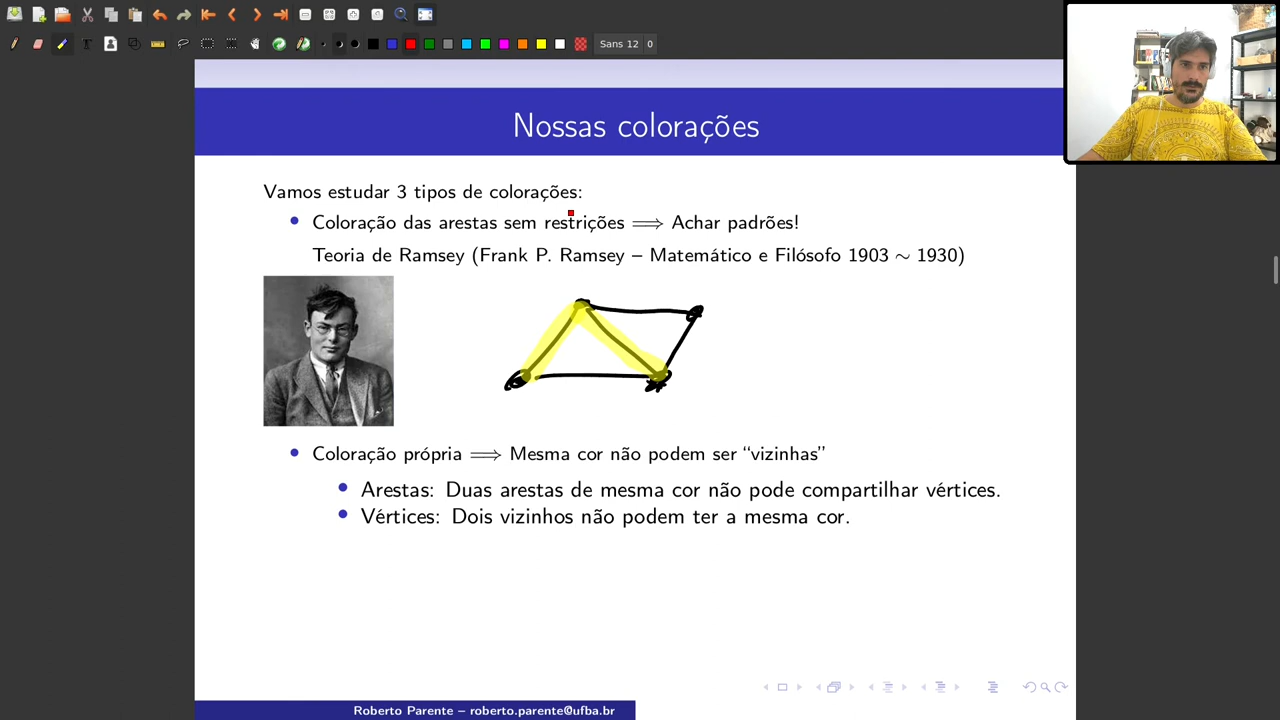 Sans 12 0
Nossas colorações
Vamos estudar 3 tipos de colorações:
• Coloração das arestas sem restrições ⟹ Achar padrões!
Teoria de Ramsey (Frank P. Ramsey – Matemático e Filósofo 1903 ∼ 1930)
• Coloração própria ⟹ Mesma cor não podem ser “vizinhas”
• Arestas: Duas arestas de mesma cor não pode compartilhar vértices.
• Vértices: Dois vizinhos não podem ter a mesma cor.
Roberto Parente – roberto.parente@ufba.br